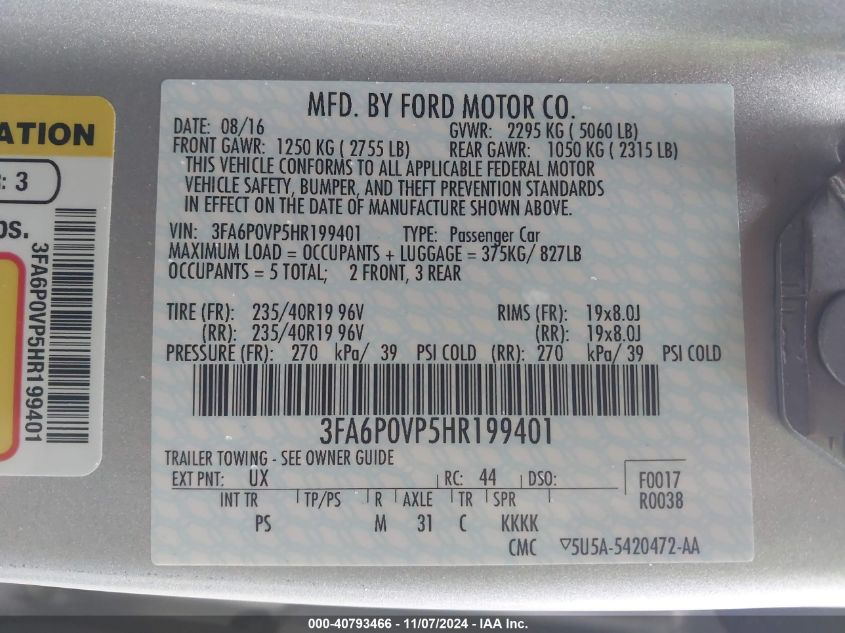 MFD. BY FORD MOTOR CO.
DATE: 08/16 GVWR: 2295 KG ( 5060 LB)
FRONT GAWR: 1250 KG ( 2755 LB) REAR GAWR: 1050 KG ( 2315 LB)
THIS VEHICLE CONFORMS TO ALL APPLICABLE FEDERAL MOTOR
VEHICLE SAFETY, BUMPER, AND THEFT PREVENTION STANDARDS
IN EFFECT ON THE DATE OF MANUFACTURE SHOWN ABOVE.
VIN: 3FA6P0VP5HR199401 TYPE: Passenger Car
MAXIMUM LOAD = OCCUPANTS + LUGGAGE = 375KG/ 827LB
OCCUPANTS = 5 TOTAL; 2 FRONT, 3 REAR
TIRE (FR): 235/40R19 96V RIMS (FR): 19x8.0J
(RR): 235/40R19 96V (RR): 19x8.0J
PRESSURE (FR): 270 kPa/ 39 PSI COLD (RR): 270 kPa/ 39 PSI COLD
3FA6P0VP5HR199401
TRAILER TOWING - SEE OWNER GUIDE
EXT PNT: UX RC: 44 DSO: F0017
INT TR TP/PS R AXLE TR SPR R0038
PS M 31 C KKKK
CMC ▽5U5A-5420472-AA
ATION
: 3
3FA6P0VP5HR199401
000-40793466 - 11/07/2024 - IAA Inc.